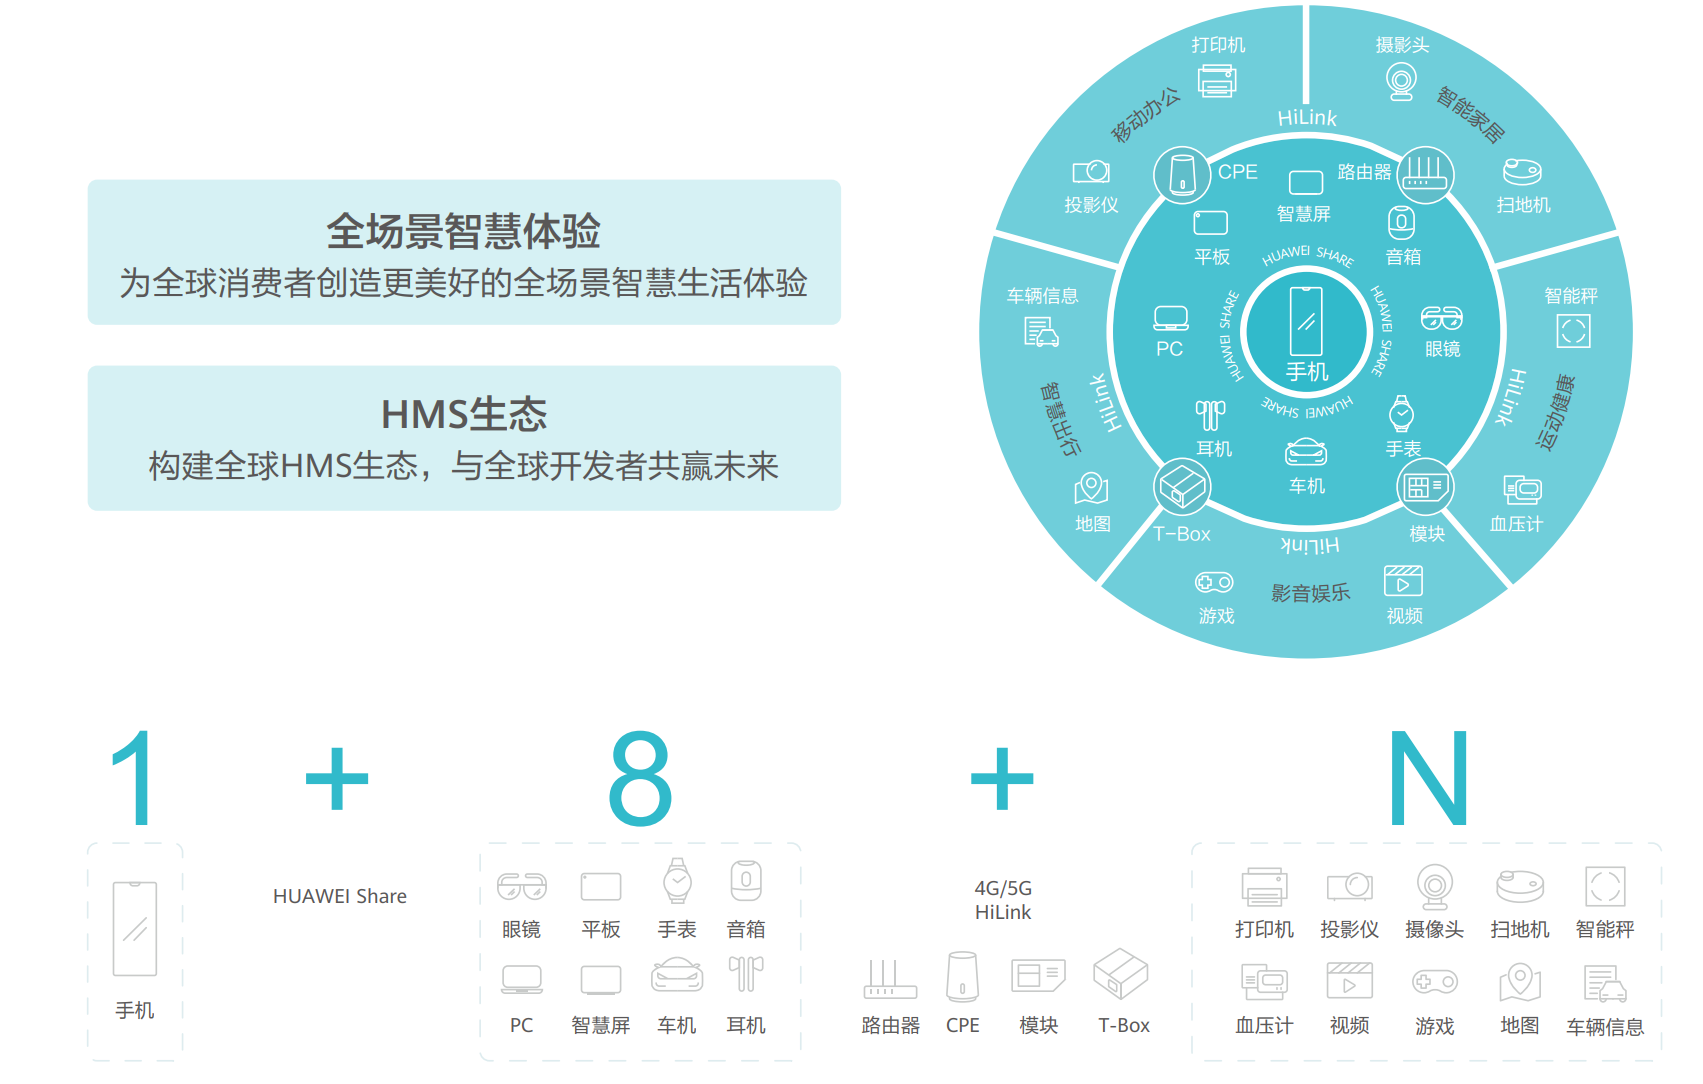 全场景智慧体验
为全球消费者创造更美好的全场景智慧生活体验
HMS生态
构建全球HMS生态，与全球开发者共赢未来
打印机
摄影头
移动办公
智能家居
HiLink
投影仪
CPE
路由器
扫地机
智慧屏
平板
音箱
HUAWEI SHARE
车辆信息
智能秤
HUAWEI SHARE
HUAWEI SHARE
PC
眼镜
手机
智慧出行
HiLink
HiLink
运动健康
HUAWEI SHARE
耳机
手表
车机
地图
血压计
T-Box
模块
HiLink
影音娱乐
游戏
视频
1 + 8 + N
HUAWEI Share
4G/5G
HiLink
手机
眼镜 平板 手表 音箱
PC 智慧屏 车机 耳机
路由器 CPE 模块 T-Box
打印机 投影仪 摄像头 扫地机 智能秤
血压计 视频 游戏 地图 车辆信息